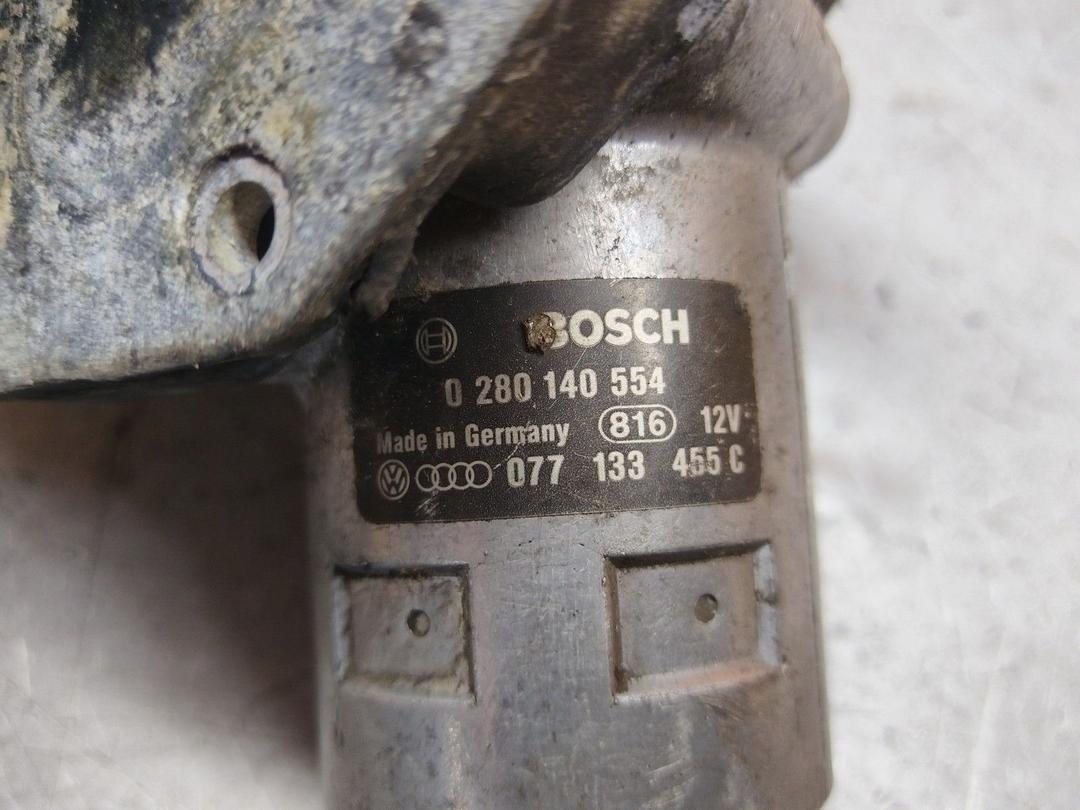 BOSCH
0 280 140 554
Made in Germany 816 12V
077 133 455 C